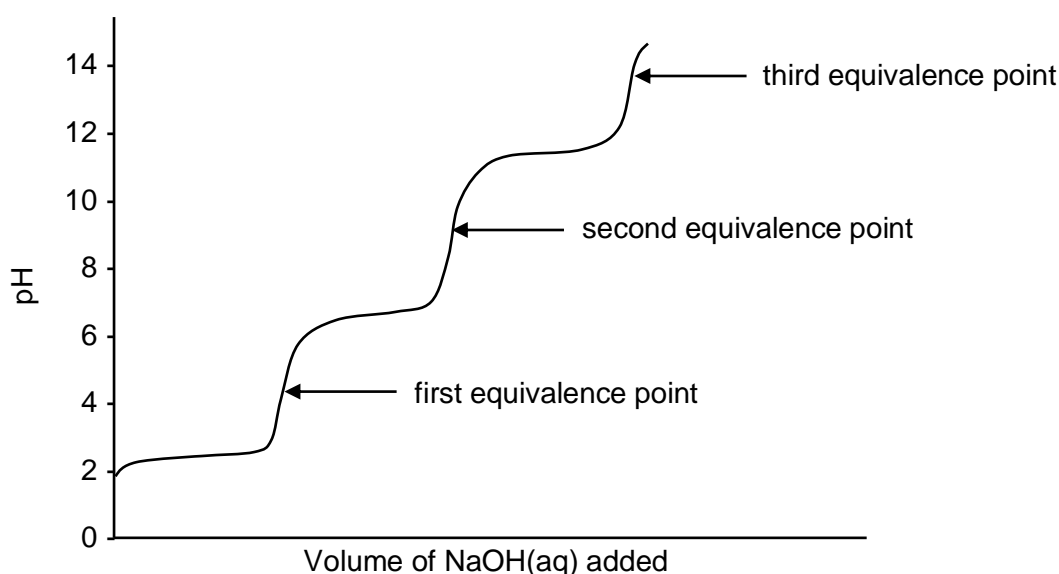 14
third equivalence point
12
10
second equivalence point
8
pH
6
4
first equivalence point
2
0
Volume of NaOH(aq) added